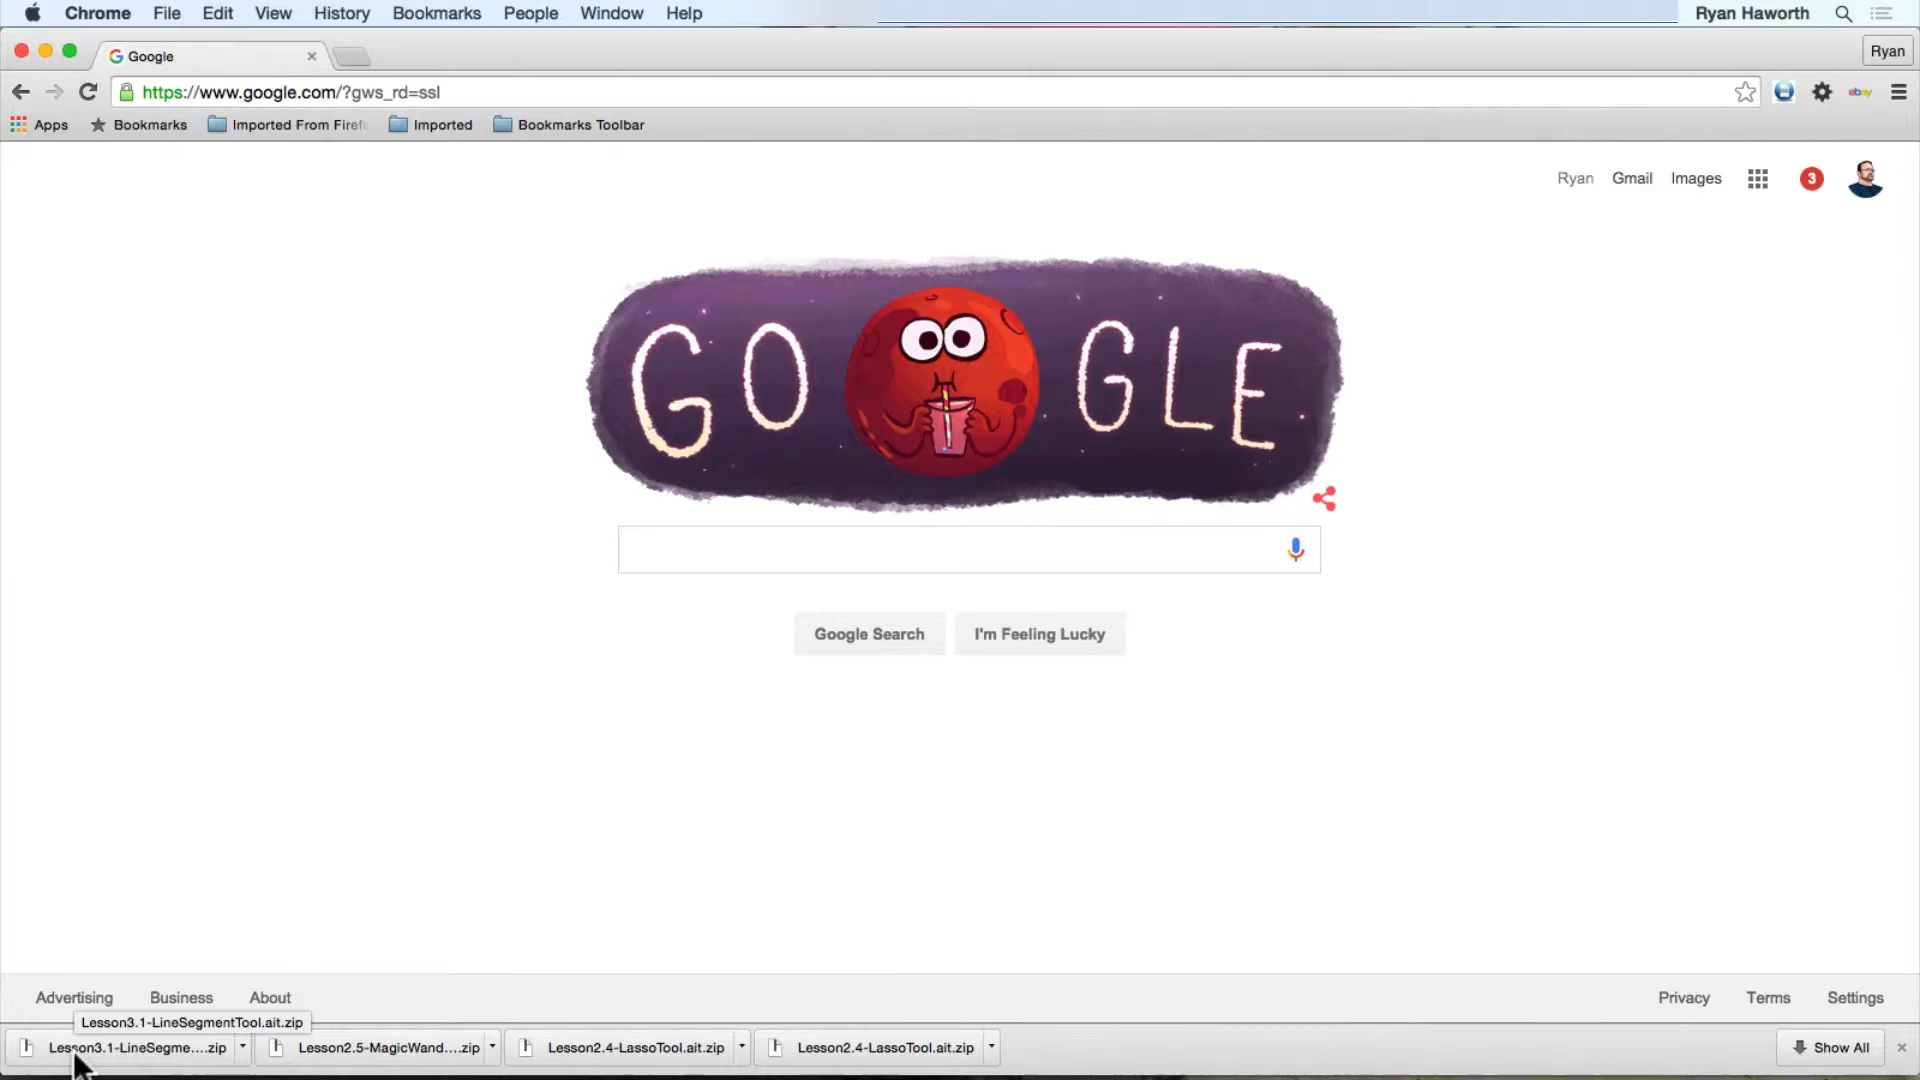 Chrome File Edit View History Bookmarks People Window Help Ryan Haworth
Google Ryan
https://www.google.com/?gws_rd=ssl ebay
Apps Bookmarks Imported From Firef Imported Bookmarks Toolbar
Ryan Gmail Images 3
GO GLE
Google Search I'm Feeling Lucky
Advertising Business About Privacy Terms Settings
Lesson3.1-LineSegmentTool.ait.zip
Lesson3.1-LineSegme....zip Lesson2.5-MagicWand....zip Lesson2.4-LassoTool.ait.zip Lesson2.4-LassoTool.ait.zip Show All